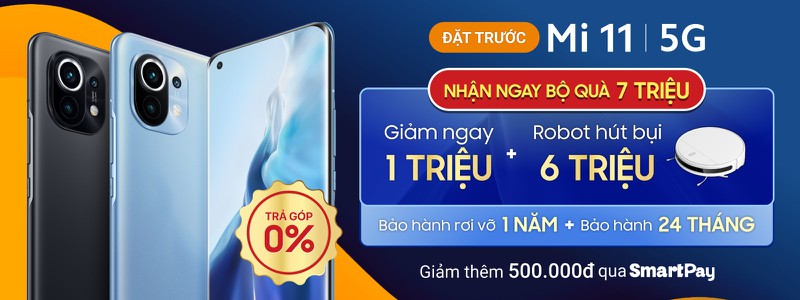 ĐẶT TRƯỚC Mi 11 | 5G
NHẬN NGAY BỘ QUÀ 7 TRIỆU
Giảm ngay
1 TRIỆU
+
Robot hút bụi
6 TRIỆU
Bảo hành rơi vỡ 1 NĂM + Bảo hành 24 THÁNG
Giảm thêm 500.000đ qua SmartPay
TRẢ GÓP
0%